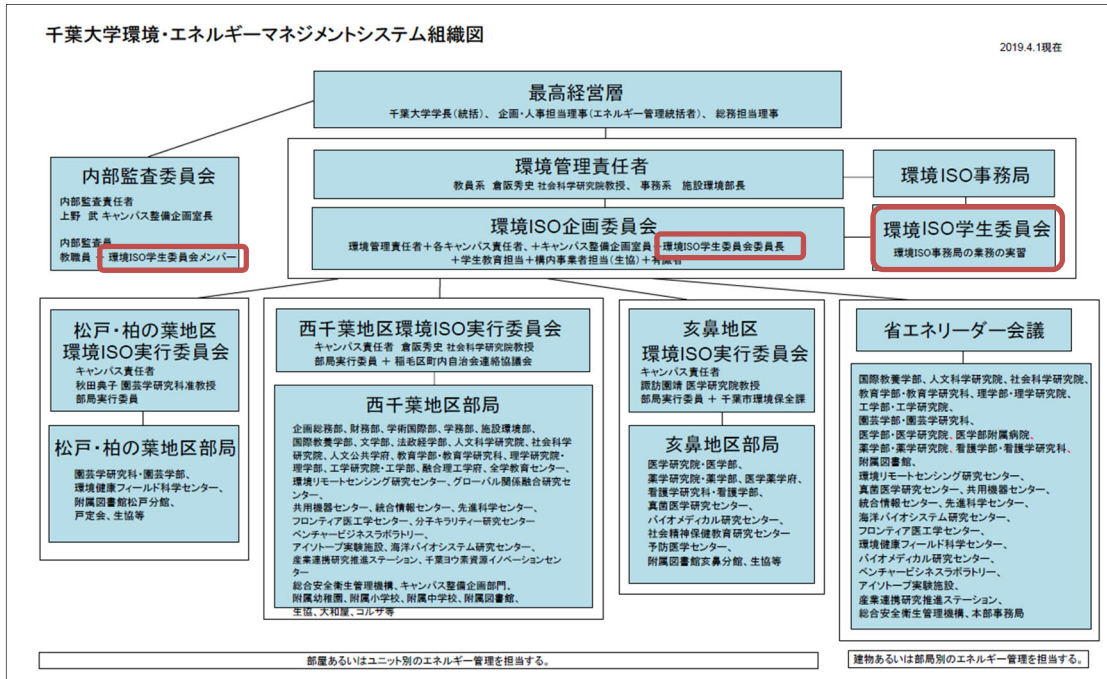 千葉大学環境・エネルギーマネジメントシステム組織図
2019.4.1現在
最高経営層
千葉大学学長(統括)、 企画・人事担当理事(エネルギー管理統括者)、 総務担当理事
内部監査委員会
内部監査責任者
上野 武 キャンパス整備企画室長
内部監査員
教職員 + 環境ISO学生委員会メンバー
環境管理責任者
教員系 倉阪秀史 社会科学研究院教授、 事務系 施設環境部長
環境ISO事務局
環境ISO企画委員会
環境管理責任者+各キャンパス責任者、+キャンパス整備企画室員+環境ISO学生委員会委員長
+学生教育担当+構内事業者担当(生協)+有識者
環境ISO学生委員会
環境ISO事務局の業務の実習
松戸・柏の葉地区
環境ISO実行委員会
キャンパス責任者
秋田典子 園芸学研究科准教授
部局実行委員
松戸・柏の葉地区部局
園芸学研究科・園芸学部、
環境健康フィールド科学センター、
附属図書館松戸分館、
戸定会、生協等
西千葉地区環境ISO実行委員会
キャンパス責任者 倉阪秀史 社会科学研究院教授
部局実行委員 + 稲毛区町内自治会連絡協議会
西千葉地区部局
企画総務部、財務部、学術国際部、学務部、施設環境部、
国際教養学部、文学部、法政経学部、人文科学研究院、社会科学
研究院、人文公共学府、教育学部・教育学研究科、理学研究院・
理学部、工学研究院・工学部、融合理工学府、全学教育センター、
環境リモートセンシング研究センター、グローバル関係融合研究セ
ンター、
共用機器センター、統合情報センター、先進科学センター、
フロンティア医工学センター、分子キラリティー研究センター
ベンチャービジネスラボラトリー、
アイソトープ実験施設、海洋バイオシステム研究センター、
産業連携研究推進ステーション、千葉ヨウ素資源イノベーションセン
ター
総合安全衛生管理機構、キャンパス整備企画部門、
附属幼稚園、附属小学校、附属中学校、附属図書館、
生協、大和屋、コルザ等
亥鼻地区
環境ISO実行委員会
キャンパス責任者
諏訪園靖 医学研究院教授
部局実行委員 + 千葉市環境保全課
亥鼻地区部局
医学研究院・医学部、
薬学研究院・薬学部、医学薬学府、
看護学研究科・看護学部、
真菌医学研究センター、
バイオメディカル研究センター、
社会精神保健教育研究センター
予防医学センター、
附属図書館亥鼻分館、生協等
省エネリーダー会議
国際教養学部、人文科学研究院、社会科学研究院、
教育学部・教育学研究科、理学部・理学研究院、
工学部・工学研究院、
園芸学部・園芸学研究科、
医学部・医学研究院、医学部附属病院、
薬学部・薬学研究院、看護学部・看護学研究科、
附属図書館、
環境リモートセンシング研究センター、
真菌医学研究センター、共用機器センター、
統合情報センター、先進科学センター、
海洋バイオシステム研究センター、
フロンティア医工学センター、
環境健康フィールド科学センター、
バイオメディカル研究センター、
ベンチャービシネスラボラトリー、
アイソトープ実験施設、
産業連携研究推進ステーション、
総合安全衛生管理機構、本部事務局
部屋あるいはユニット別のエネルギー管理を担当する。
建物あるいは部局別のエネルギー管理を担当する。